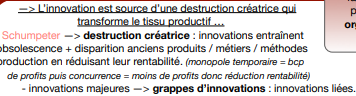 —> L'innovation est source d'une destruction créatrice qui
transforme le tissu productif ...
Schumpeter —> destruction créatrice : innovations entraînent
obsolescence + disparition anciens produits / métiers / méthodes
production en réduisant leur rentabilité. (monopole temporaire = bcp
de profits puis concurrence = moins de profits donc réduction rentabilité)
- innovations majeures —> grappes d'innovations : innovations liées.
p
or